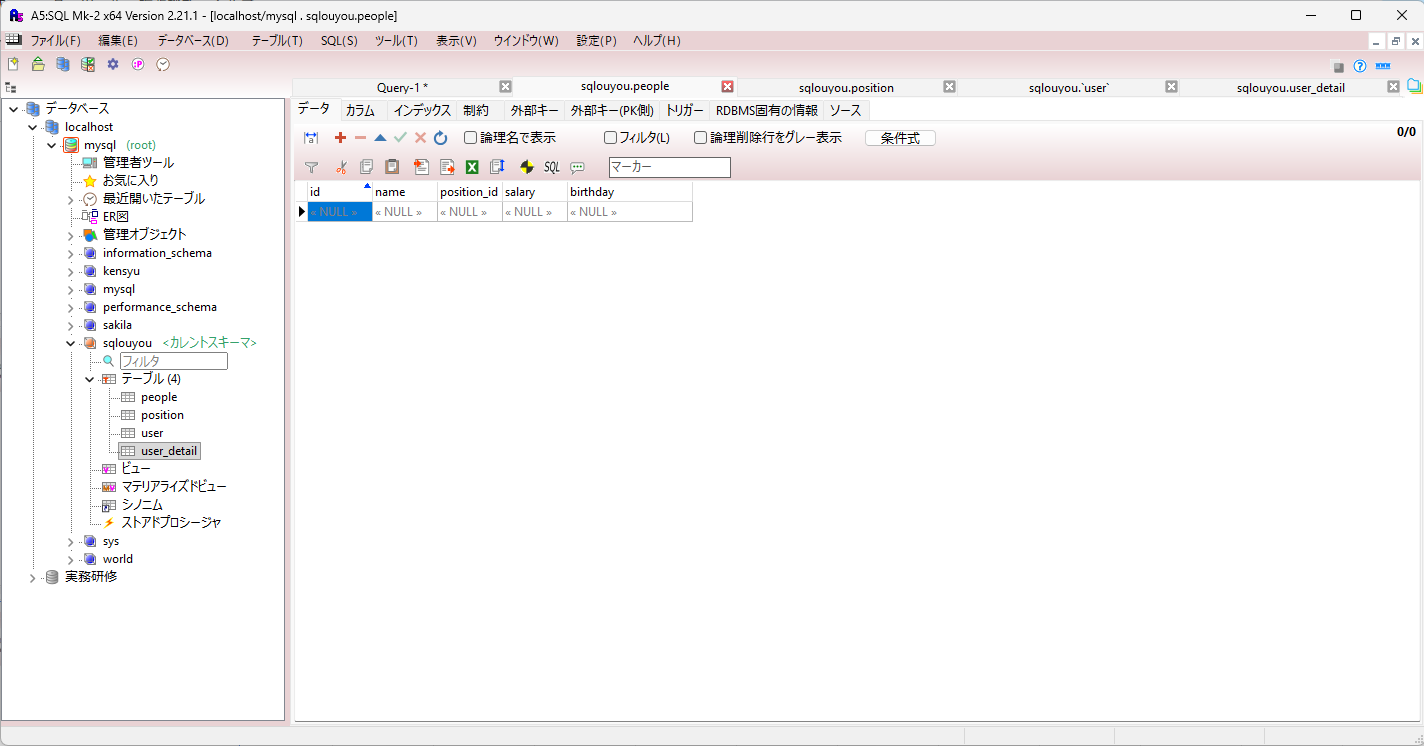 A5:SQL Mk-2 x64 Version 2.21.1 - [localhost/mysql . sqlouyou.people]
ファイル(F) 編集(E) データベース(D) テーブル(T) SQL(S) ツール(T) 表示(V) ウインドウ(W) 設定(P) ヘルプ(H)
Query-1 * sqlouyou.people sqlouyou.position sqlouyou.`user` sqlouyou.user_detail
データ カラム インデックス 制約 外部キー 外部キー(PK側) トリガー RDBMS固有の情報 ソース
論理名で表示 フィルタ(L) 論理削除行をグレー表示 条件式 0/0
SQL マーカー
id name position_id salary birthday
« NULL » « NULL » « NULL » « NULL » « NULL »
データベース
localhost
mysql (root)
管理者ツール
お気に入り
最近開いたテーブル
ER図
管理オブジェクト
information_schema
kensyu
mysql
performance_schema
sakila
sqlouyou <カレントスキーマ>
フィルタ
テーブル (4)
people
position
user
user_detail
ビュー
マテリアライズドビュー
シノニム
ストアドプロシージャ
sys
world
実務研修